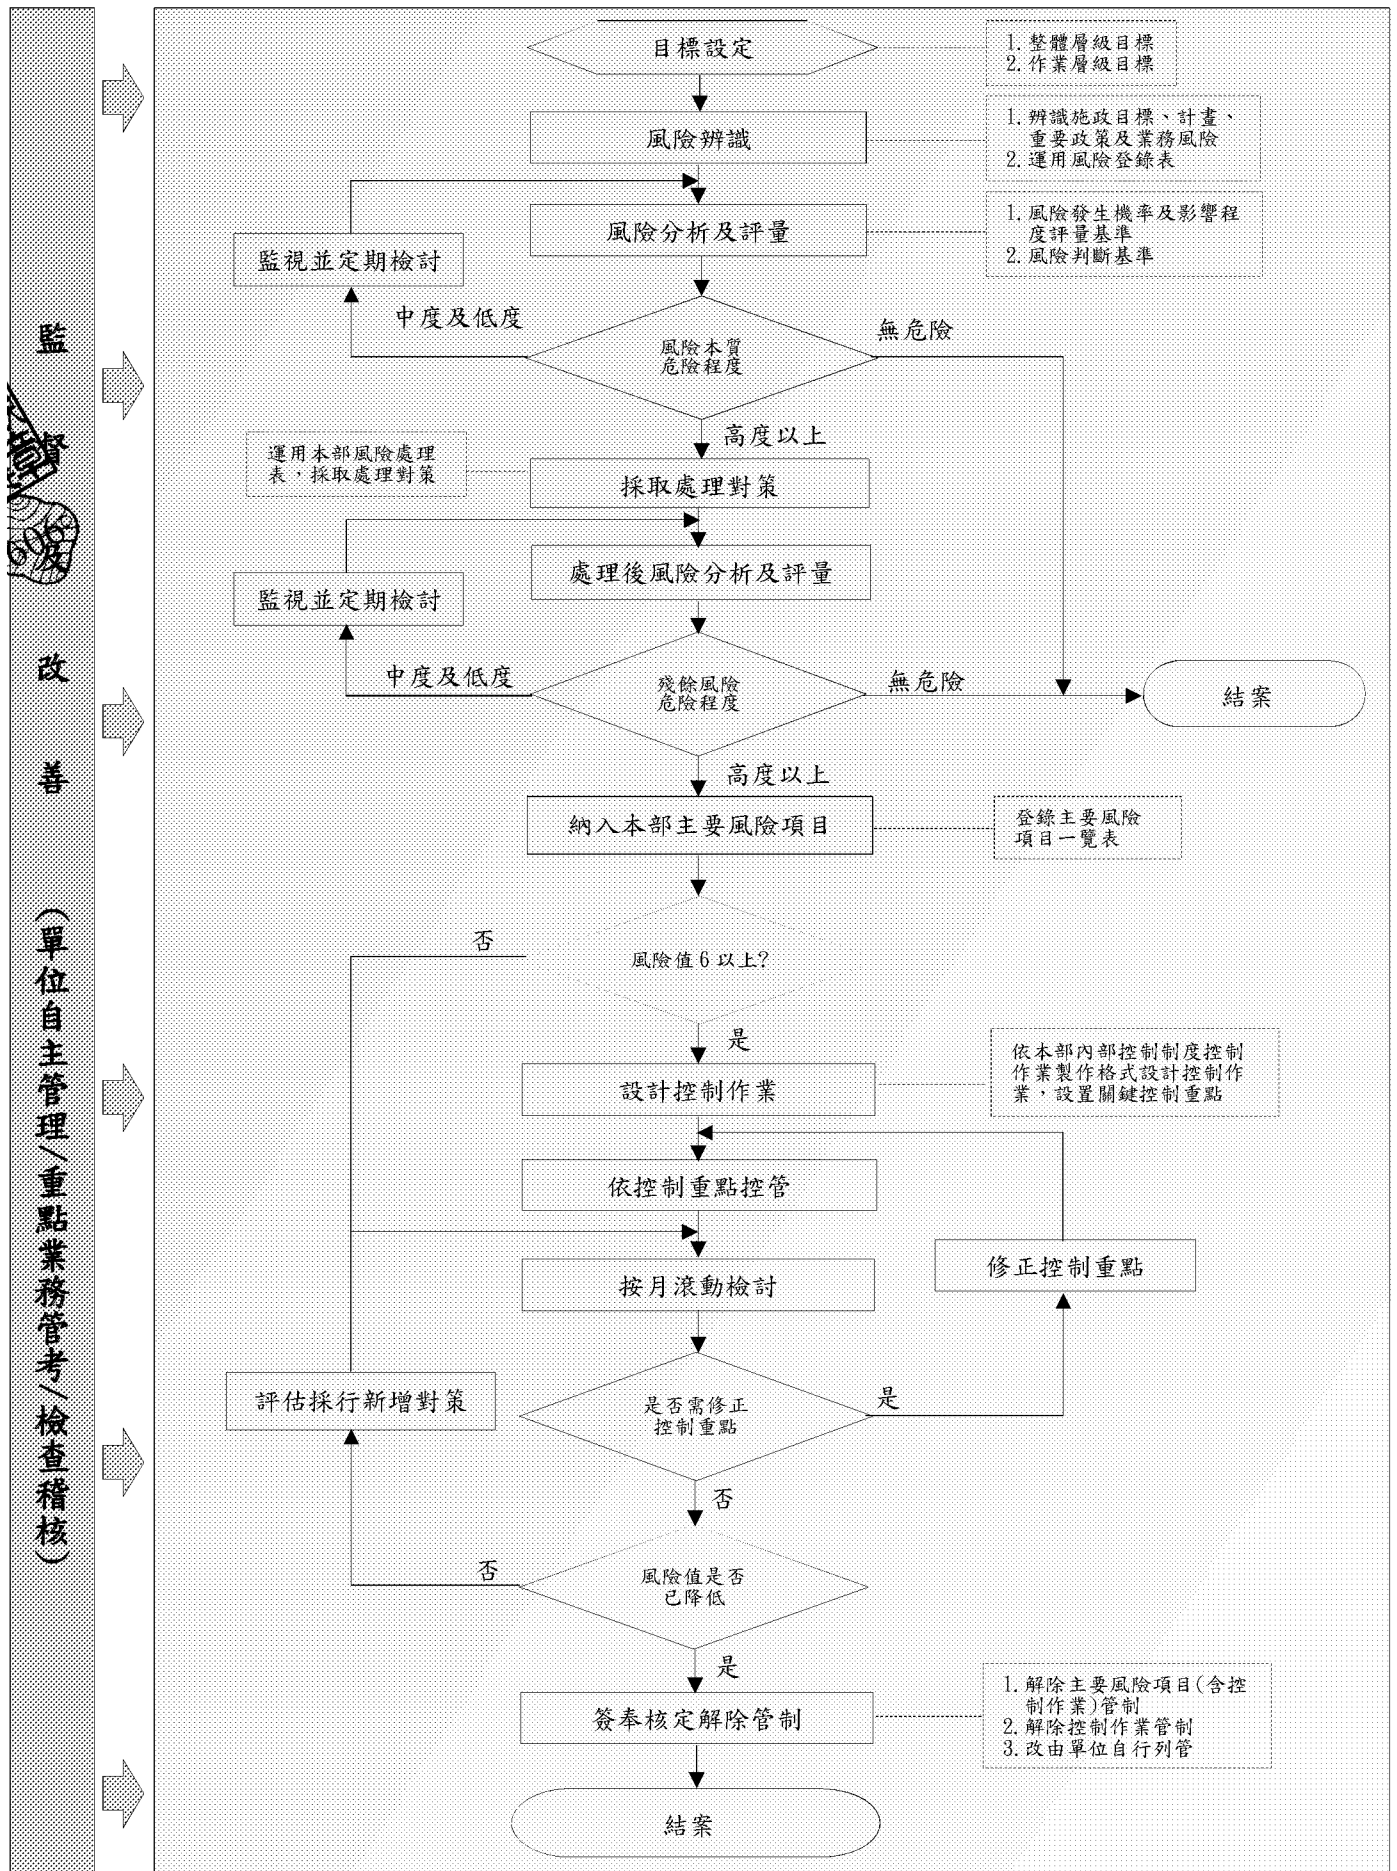 監督及改善(單位自主管理/重點業務管考/檢查稽核)
目標設定
1.整體層級目標
2.作業層級目標
風險辨識
1.辨識施政目標、計畫、
重要政策及業務風險
2.運用風險登錄表
風險分析及評量
1.風險發生機率及影響程
度評量基準
2.風險判斷基準
監視並定期檢討
中度及低度
風險本質
危險程度
無危險
高度以上
運用本部風險處理
表，採取處理對策
採取處理對策
處理後風險分析及評量
監視並定期檢討
中度及低度
殘餘風險
危險程度
無危險
結案
高度以上
納入本部主要風險項目
登錄主要風險
項目一覽表
否
風險值6以上?
是
設計控制作業
依本部內部控制制度控制
作業製作格式設計控制作
業，設置關鍵控制重點
依控制重點控管
按月滾動檢討
修正控制重點
評估採行新增對策
是否需修正
控制重點
是
否
否
風險值是否
已降低
是
簽奉核定解除管制
1.解除主要風險項目(含控
制作業)管制
2.解除控制作業管制
3.改由單位自行列管
結案